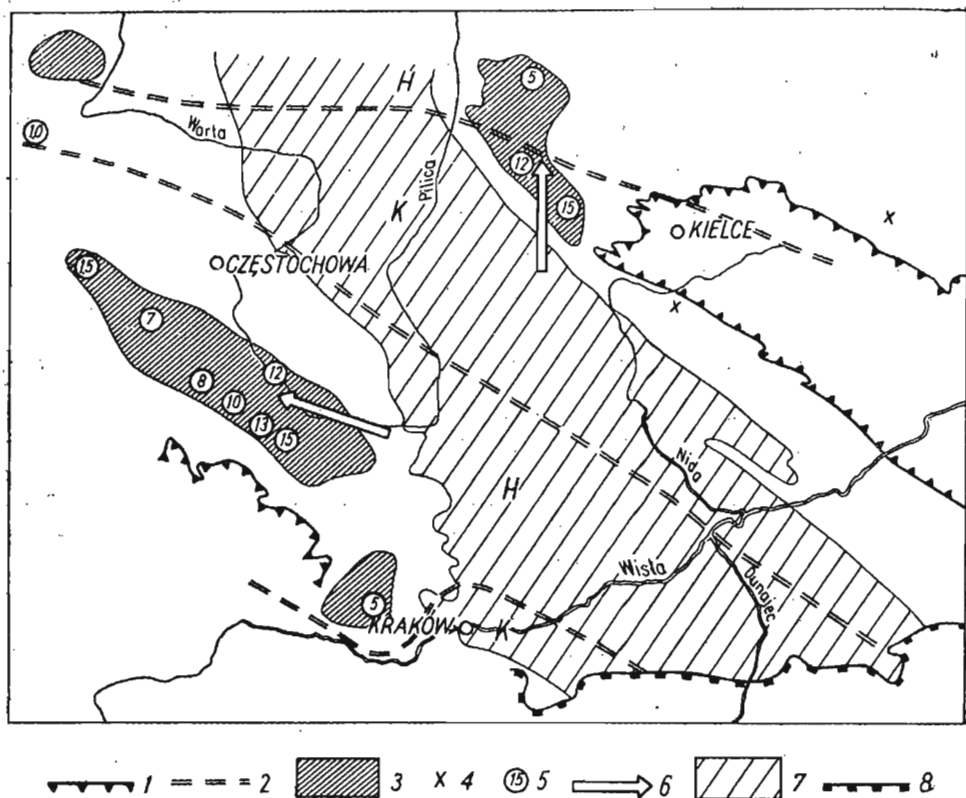 5
H
Warta
10
12
Pilica
K
15
x
KIELCE
CZĘSTOCHOWA
15
x
7
12
8
10
13
15
Nida
H
Wisła
Dunajec
5
KRAKÓW
K
1 2 3 x 4 15 5 6 7 8